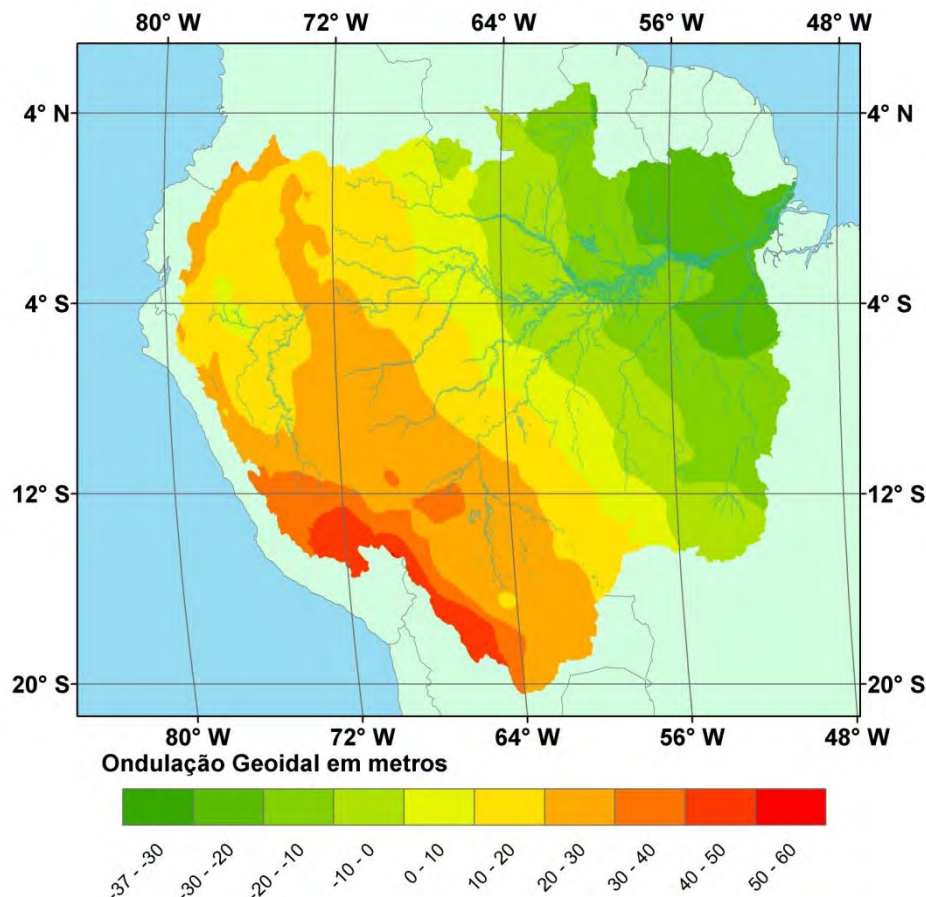 80° W 72° W 64° W 56° W 48° W
4° N 4° N
4° S 4° S
12° S 12° S
20° S 20° S
80° W 72° W 64° W 56° W 48° W
Ondulação Geoidal em metros
-37 - -30 -30 - -20 -20 - -10 -10 - 0 0 - 10 10 - 20 20 - 30 30 - 40 40 - 50 50 - 60